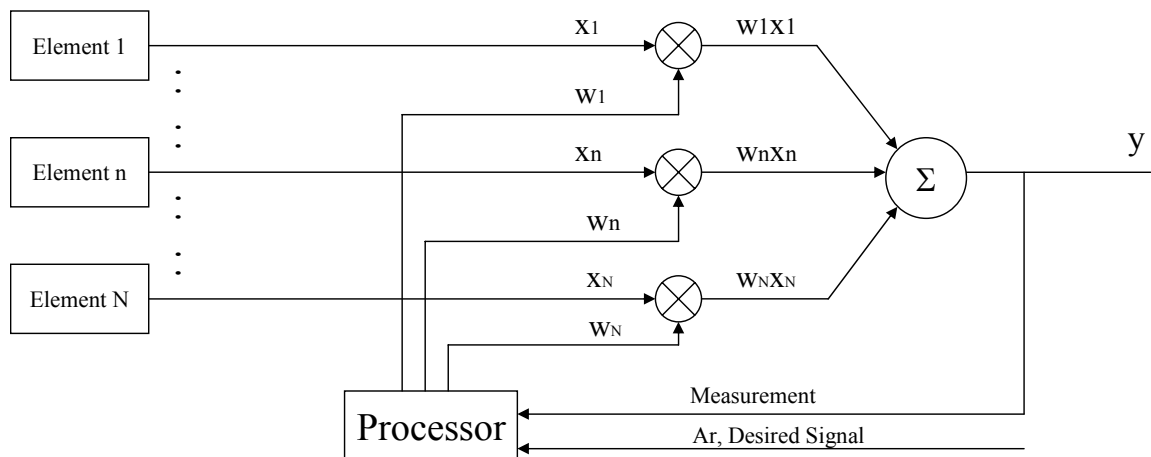 Element 1
x1
w1x1
w1
Element n
xn
wnxn
Σ
y
wn
Element N
xN
wNxN
wN
Processor
Measurement
Ar, Desired Signal